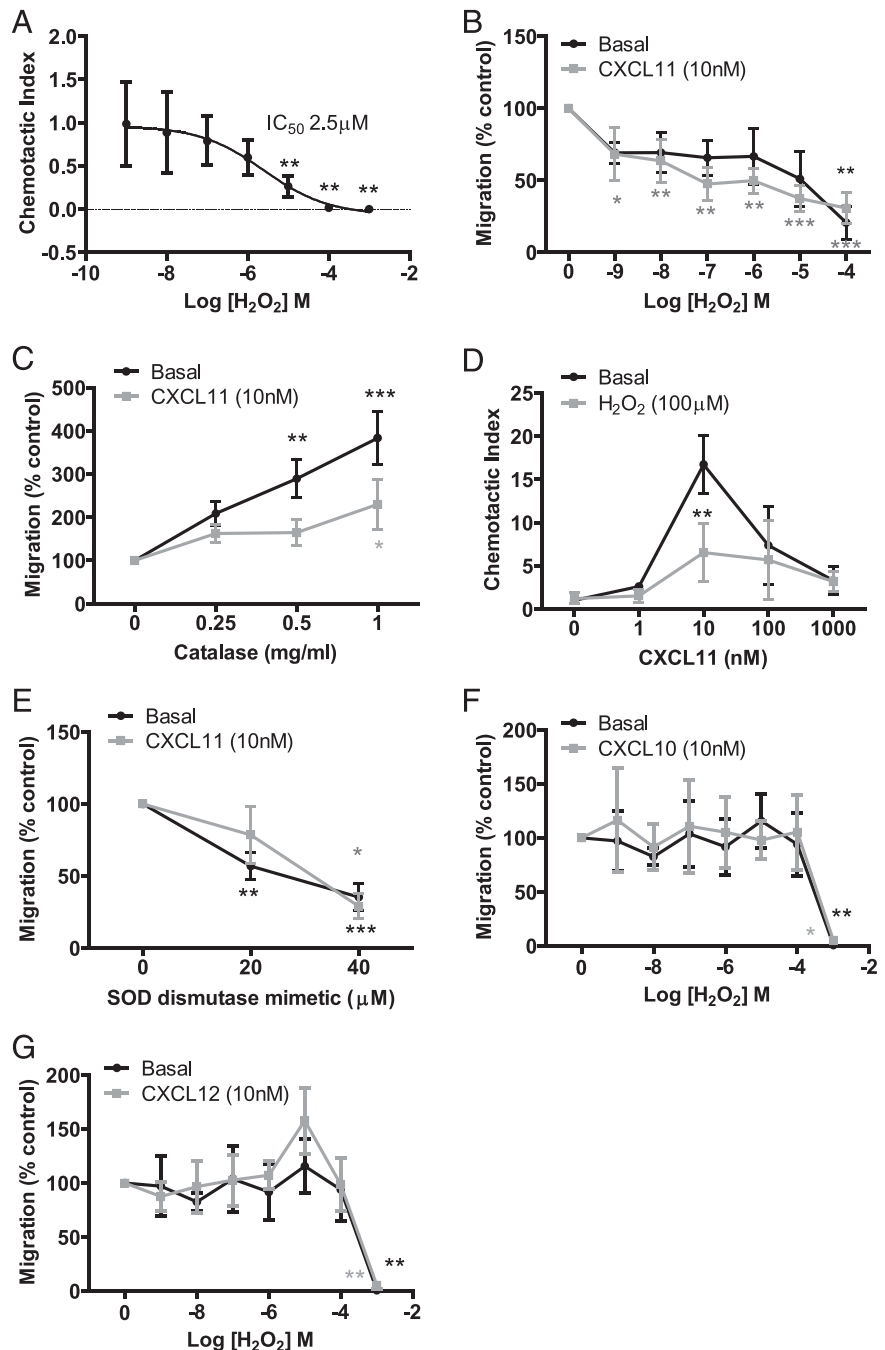 A
2.0
1.5
1.0
0.5
0.0
-0.5
-10
-8
-6
-4
-2
Chemotactic Index
IC50 2.5μM
**
**
**
Log [H2O2] M
B
Basal
CXCL11 (10nM)
150
100
50
0
0
-9
-8
-7
-6
-5
-4
Migration (% control)
**
*
**
**
**
***
***
Log [H2O2] M
C
Basal
CXCL11 (10nM)
500
400
300
200
100
0
0
0.25
0.5
1
Migration (% control)
**
***
*
Catalase (mg/ml)
D
Basal
H2O2 (100μM)
25
20
15
10
5
0
0
1
10
100
1000
Chemotactic Index
**
CXCL11 (nM)
E
Basal
CXCL11 (10nM)
150
100
50
0
0
20
40
Migration (% control)
*
**
***
SOD dismutase mimetic (μM)
F
Basal
CXCL10 (10nM)
200
150
100
50
0
0
-8
-6
-4
-2
Migration (% control)
**
*
Log [H2O2] M
G
Basal
CXCL12 (10nM)
200
150
100
50
0
0
-8
-6
-4
-2
Migration (% control)
**
**
Log [H2O2] M